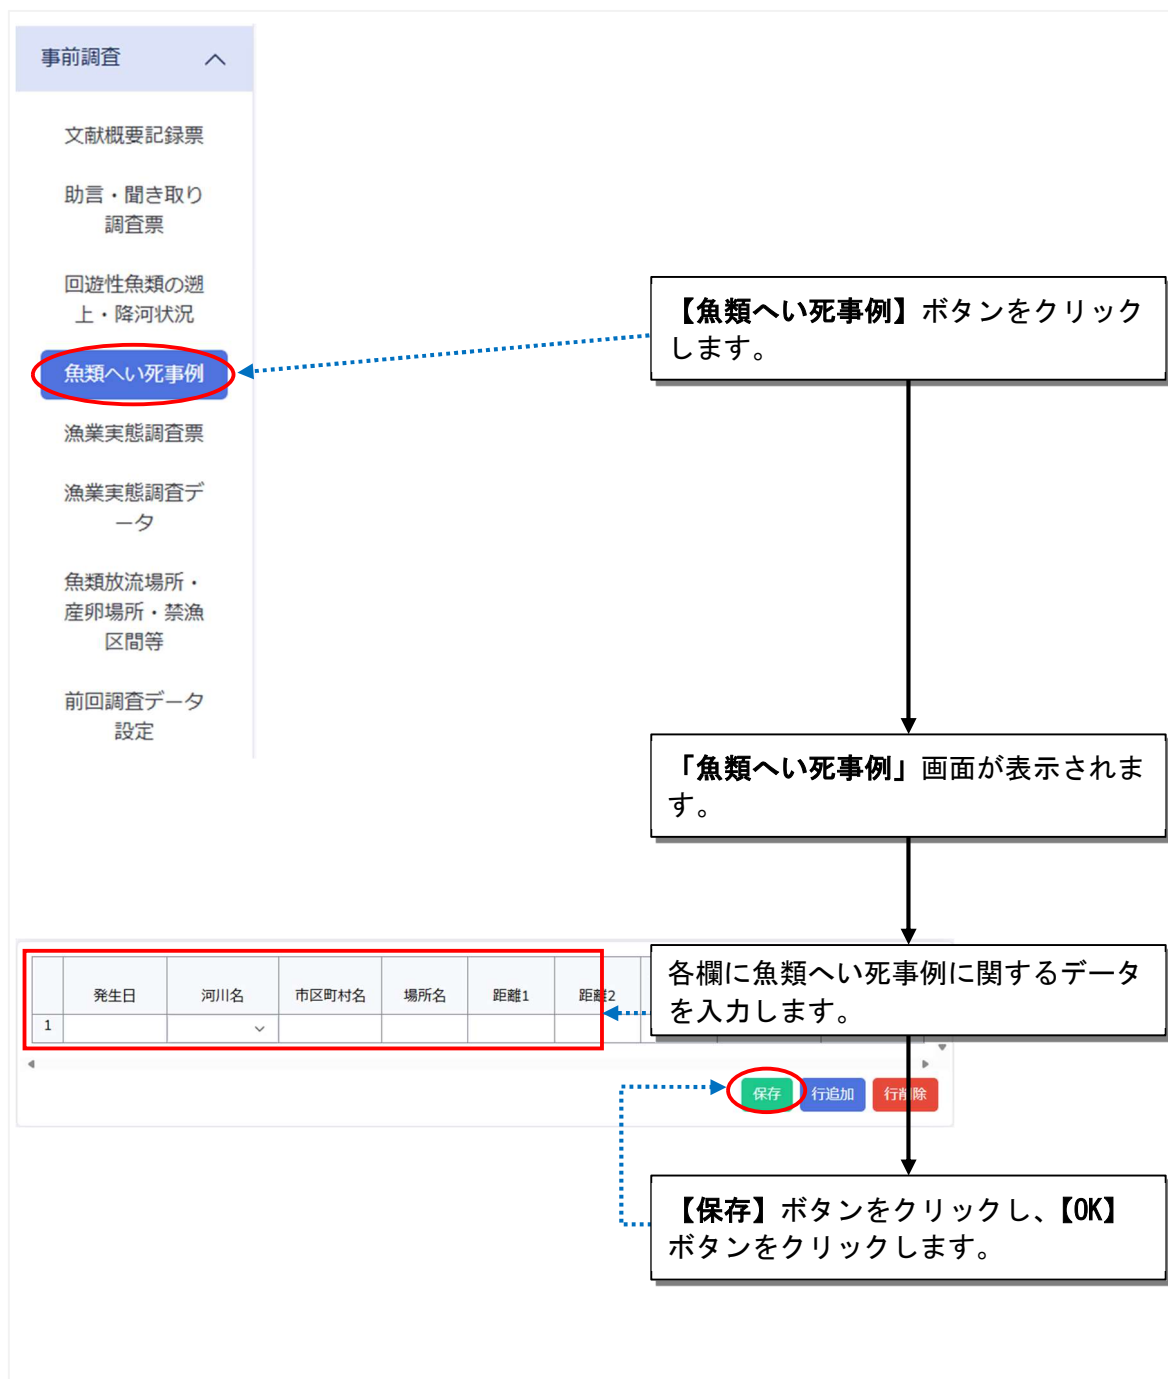 事前調査
文献概要記録票
助言・聞き取り
調査票
回遊性魚類の遡
上・降河状況
魚類へい死事例
漁業実態調査票
漁業実態調査デ
ータ
魚類放流場所・
産卵場所・禁漁
区間等
前回調査データ
設定
【魚類へい死事例】ボタンをクリック
します。
「魚類へい死事例」画面が表示されま
す。
発生日 河川名 市区町村名 場所名 距離1 距離2
1
各欄に魚類へい死事例に関するデータ
を入力します。
保存 行追加 行削除
【保存】ボタンをクリックし、【OK】
ボタンをクリックします。